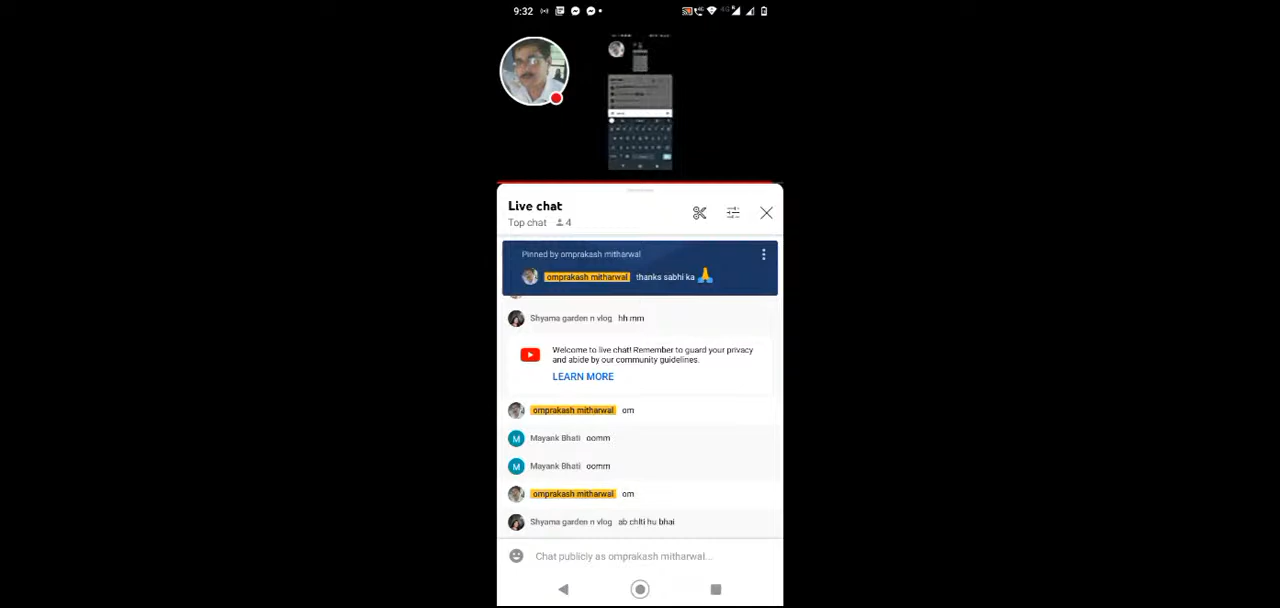 9:32
Live chat
Top chat 4
Pinned by omprakash mitharwal
omprakash mitharwal thanks sabhi ka 🙏
Shyama garden n vlog hh mm
Welcome to live chat! Remember to guard your privacy
and abide by our community guidelines.
LEARN MORE
omprakash mitharwal om
M Mayank Bhati oomm
M Mayank Bhati oomm
omprakash mitharwal om
Shyama garden n vlog ab chlti hu bhai
Chat publicly as omprakash mitharwal...